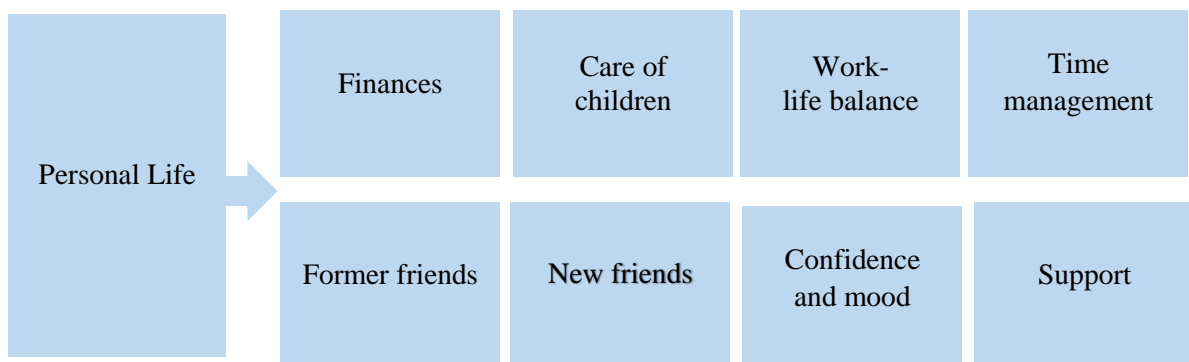 Personal Life
Finances
Care of
children
Work-
life balance
Time
management
Former friends
New friends
Confidence
and mood
Support